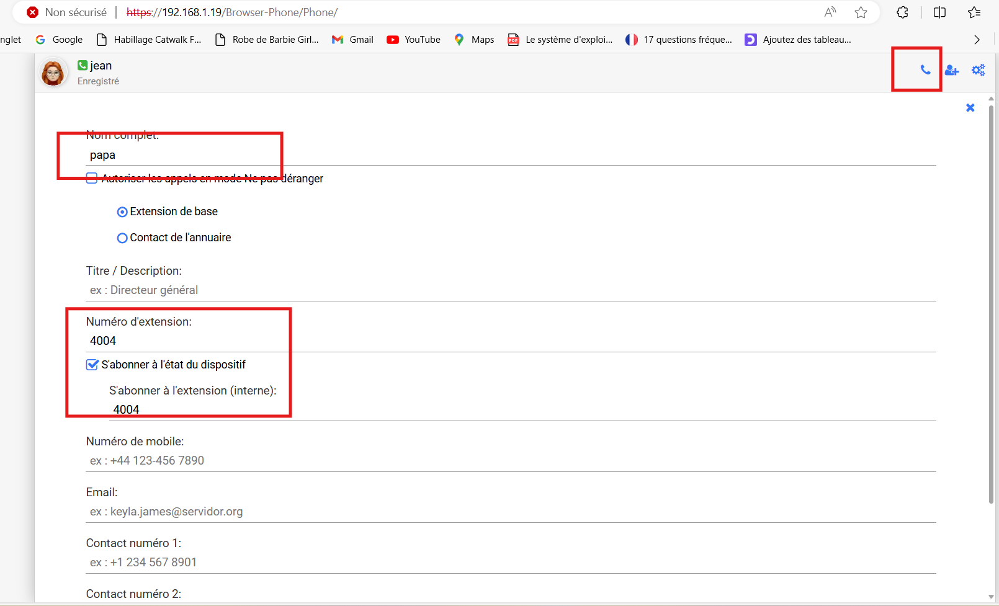 Non sécurisé https://192.168.1.19/Browser-Phone/Phone/
nglet Google Habillage Catwalk F... Robe de Barbie Girl... Gmail YouTube Maps PDF Le système d'exploi... 17 questions fréque... Ajoutez des tableau...
jean
Enregistré
Nom complet:
papa
Autoriser les appels en mode Ne pas déranger
Extension de base
Contact de l'annuaire
Titre / Description:
ex : Directeur général
Numéro d'extension:
4004
S'abonner à l'état du dispositif
S'abonner à l'extension (interne):
4004
Numéro de mobile:
ex : +44 123-456 7890
Email:
ex : keyla.james@servidor.org
Contact numéro 1:
ex : +1 234 567 8901
Contact numéro 2: